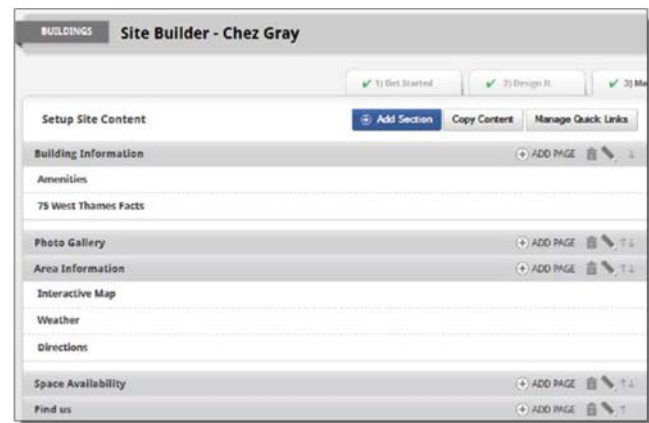 BUILDINGS Site Builder - Chez Gray
1) Get Started 2) Design It 3) Ma
Setup Site Content Add Section Copy Content Manage Quick Links
Building Information ADD PAGE
Amenities
75 West Thames Facts
Photo Gallery ADD PAGE
Area Information ADD PAGE
Interactive Map
Weather
Directions
Space Availability ADD PAGE
Find us ADD PAGE